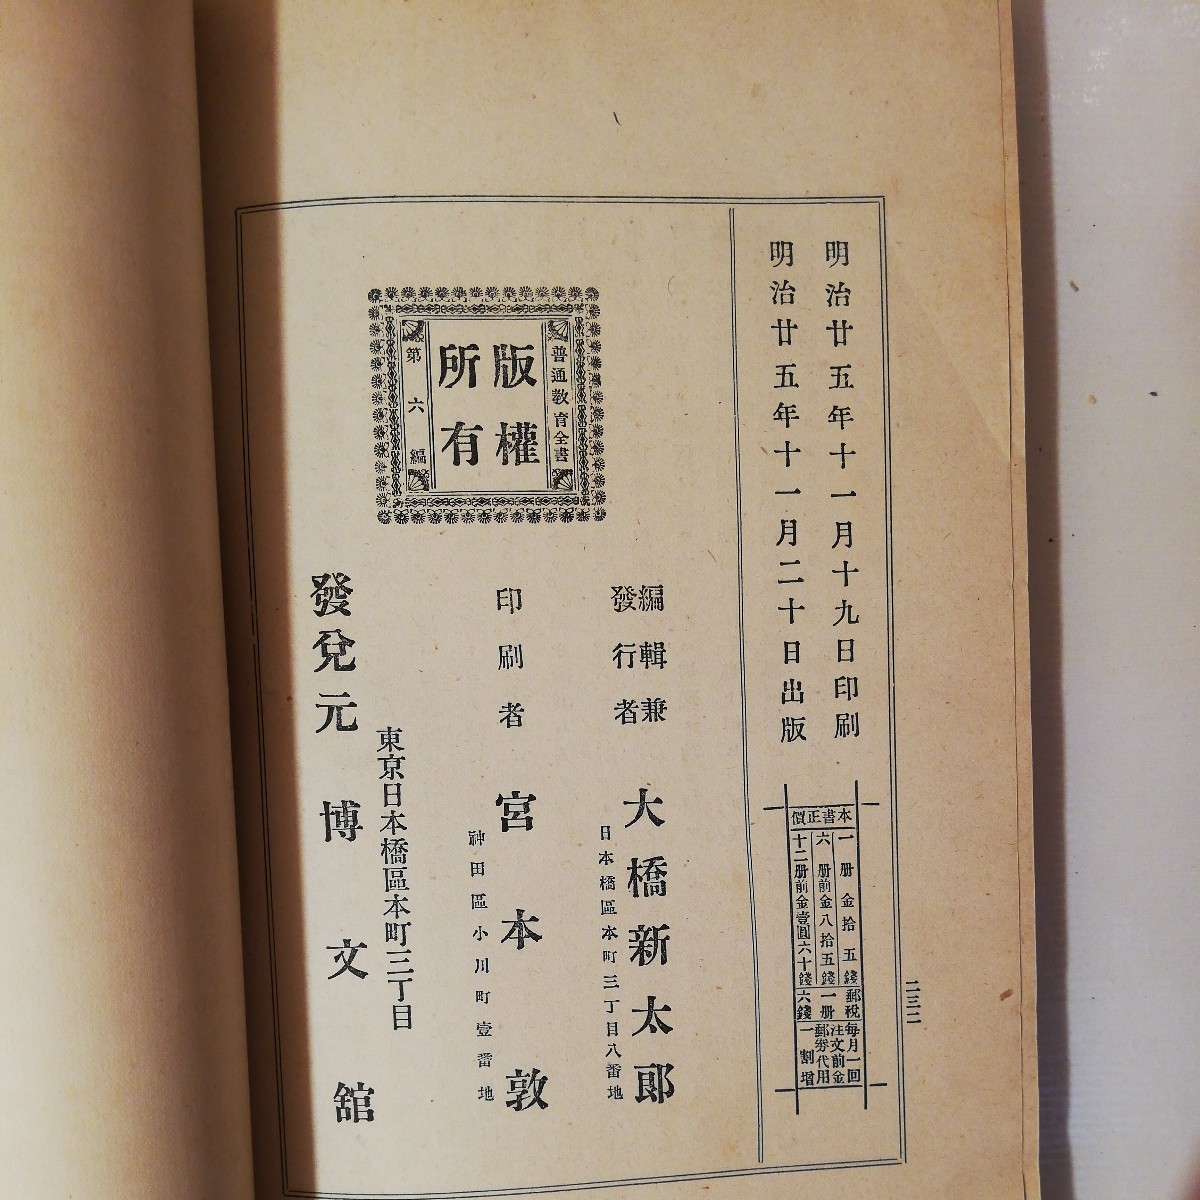 明治廿五年十一月十九日印刷
明治廿五年十一月二十日出版
本書正價
一册金拾五錢
六册前金八拾五錢
十二册前金壹圓六十錢
郵税
一册
六錢
每月一回
注文前金
郵券代用
一割增
普通敎育全書
版權
所有
第六編
編輯兼
發行者
大橋新太郎
日本橋區本町三丁目八番地
印刷者
宮本敦
神田區小川町壹番地
東京日本橋區本町三丁目
發兌元
博文舘
二三二